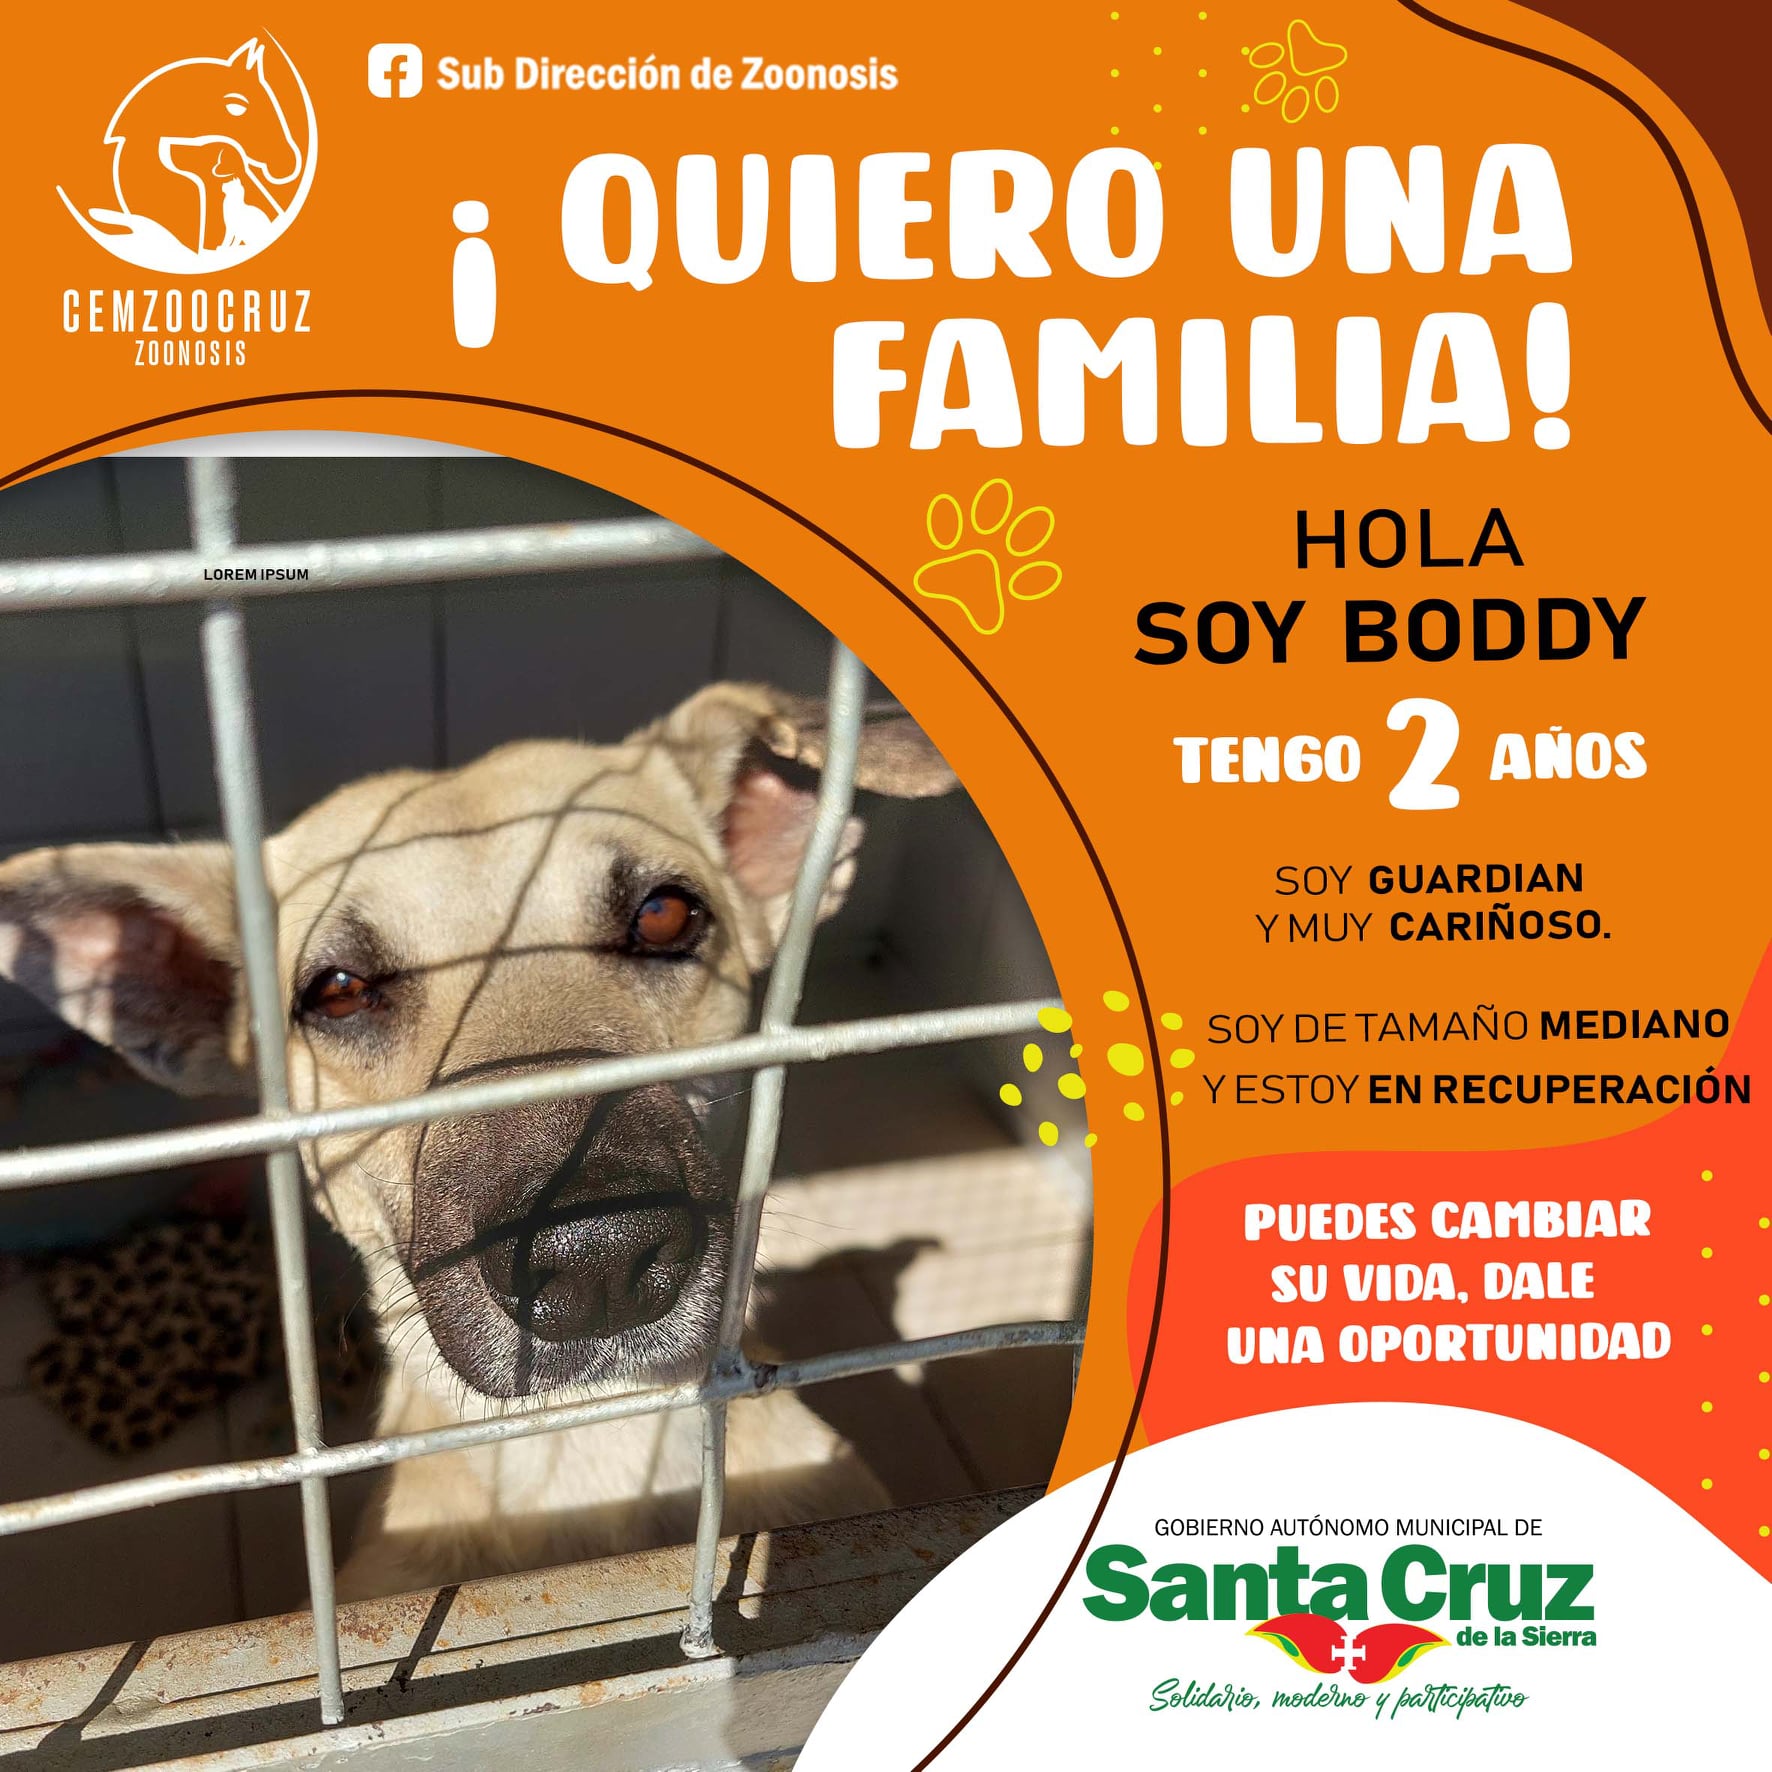 Sub Dirección de Zoonosis
CEMZOOCRUZ
ZOONOSIS
¡ QUIERO UNA
FAMILIA!
LOREM IPSUM
HOLA
SOY BODDY
TENGO 2 AÑOS
SOY GUARDIAN
Y MUY CARIÑOSO.
SOY DE TAMAÑO MEDIANO
Y ESTOY EN RECUPERACIÓN
PUEDES CAMBIAR
SU VIDA, DALE
UNA OPORTUNIDAD
GOBIERNO AUTÓNOMO MUNICIPAL DE
Santa Cruz
de la Sierra
Solidario, moderno y participativo